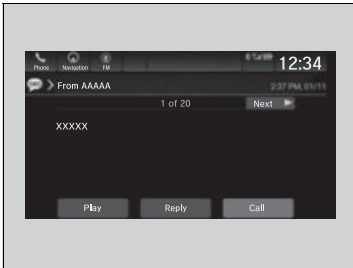 Phone Navigation FM 12:34
From AAAAA 2:37 PM, 01/11
1 of 20 Next
XXXXX
Play Reply Call